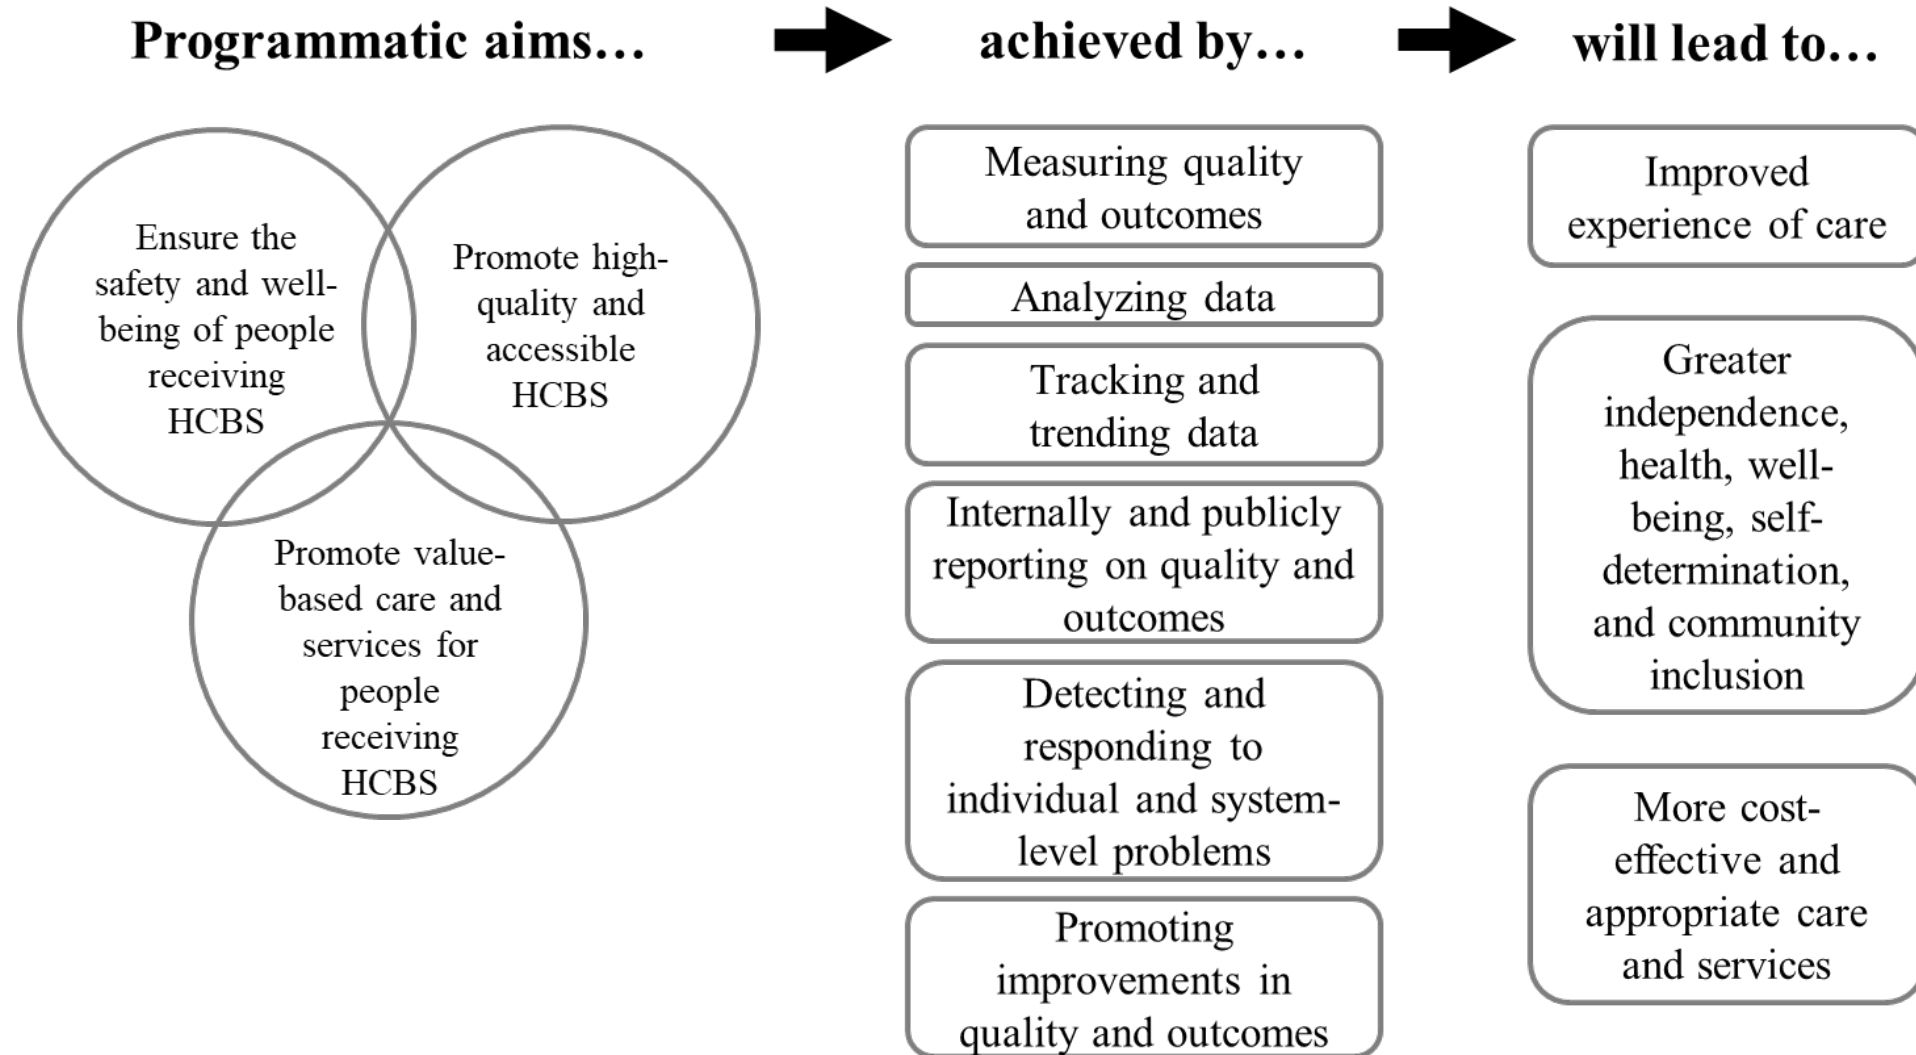 Programmatic aims…
achieved by…
will lead to…
Ensure the
safety and well-
being of people
receiving
HCBS
Promote high-
quality and
accessible
HCBS
Promote value-
based care and
services for
people
receiving
HCBS
Measuring quality
and outcomes
Analyzing data
Tracking and
trending data
Internally and publicly
reporting on quality and
outcomes
Detecting and
responding to
individual and system-
level problems
Promoting
improvements in
quality and outcomes
Improved
experience of care
Greater
independence,
health, well-
being, self-
determination,
and community
inclusion
More cost-
effective and
appropriate care
and services